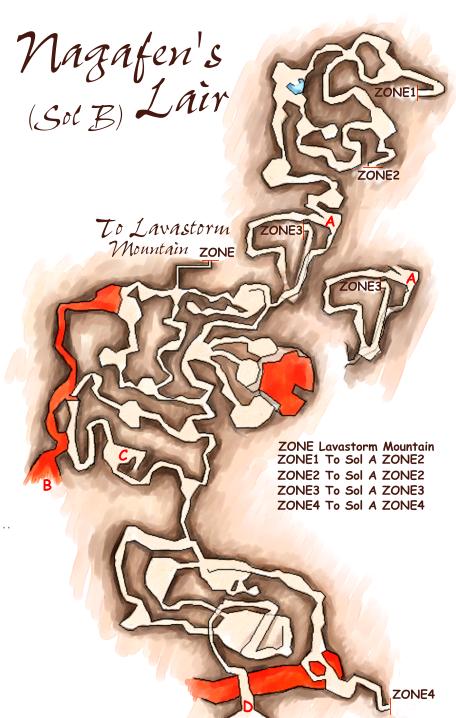 Nagafen's
Lair
(Sol B)
ZONE1
ZONE2
A
ZONE3
To Lavastorm
Mountain ZONE
A
ZONE3
C
B
ZONE Lavastorm Mountain
ZONE1 To Sol A ZONE2
ZONE2 To Sol A ZONE2
ZONE3 To Sol A ZONE3
ZONE4 To Sol A ZONE4
..
ZONE4
D